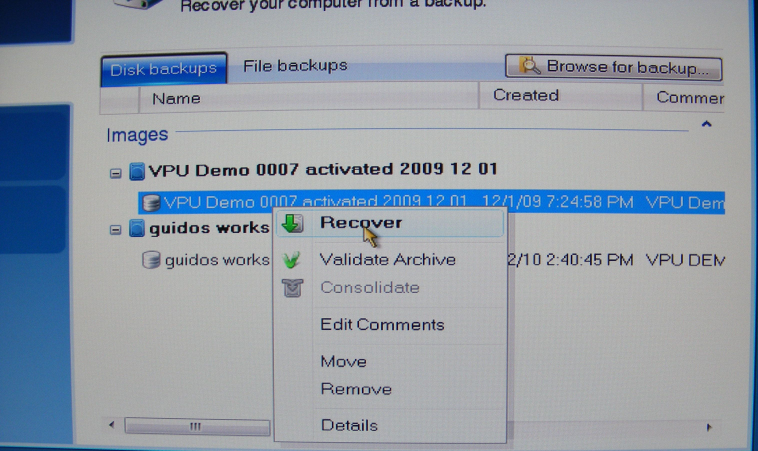 Recover your computer from a backup.
Disk backups File backups Browse for backup...
Name Created Commer
Images
VPU Demo 0007 activated 2009 12 01
VPU Demo 0007 activated 2009 12 01 12/1/09 7:24:58 PM VPU Dem
guidos works
Recover
guidos works 2/10 2:40:45 PM VPU DEM
Validate Archive
Consolidate
Edit Comments
Move
Remove
Details